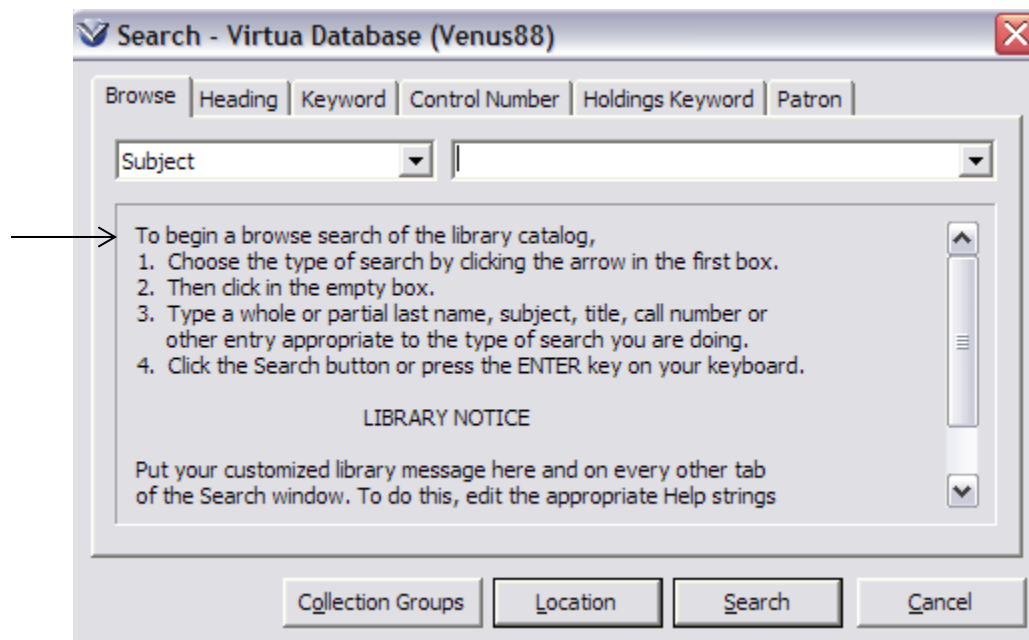 Search - Virtua Database (Venus88)
Browse Heading Keyword Control Number Holdings Keyword Patron
Subject
To begin a browse search of the library catalog,
1. Choose the type of search by clicking the arrow in the first box.
2. Then click in the empty box.
3. Type a whole or partial last name, subject, title, call number or
other entry appropriate to the type of search you are doing.
4. Click the Search button or press the ENTER key on your keyboard.
LIBRARY NOTICE
Put your customized library message here and on every other tab
of the Search window. To do this, edit the appropriate Help strings
Collection Groups Location Search Cancel